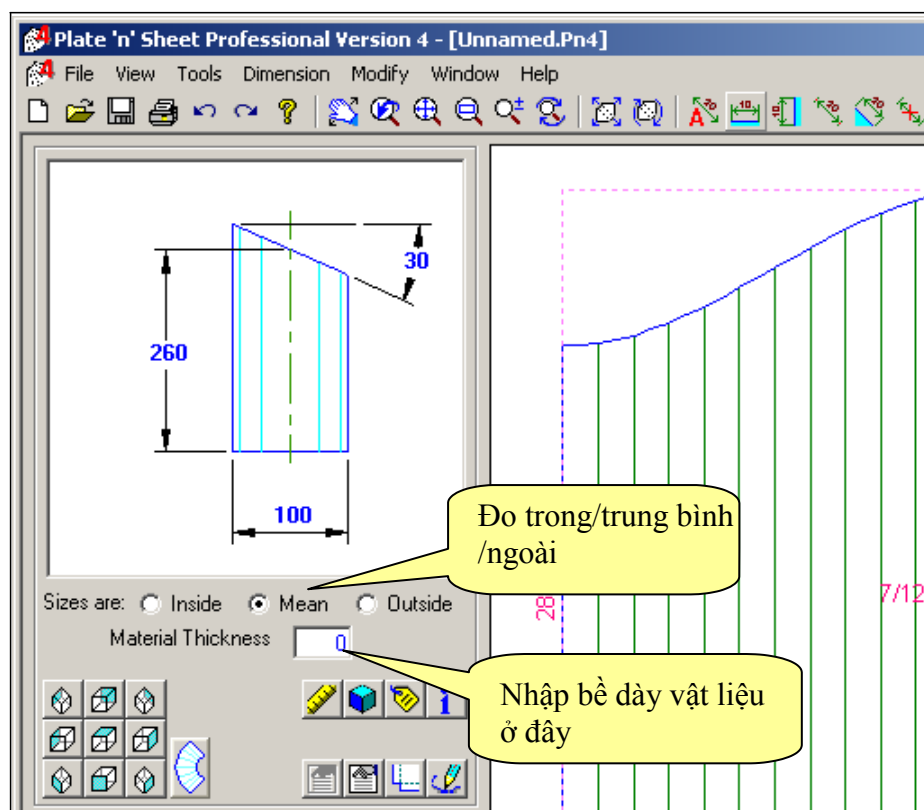 Plate 'n' Sheet Professional Version 4 - [Unnamed.Pn4]
File View Tools Dimension Modify Window Help
30
260
100
Đo trong/trung bình
/ngoài
Sizes are: Inside Mean Outside
Material Thickness 0
28
7/12
Nhập bề dày vật liệu
ở đây